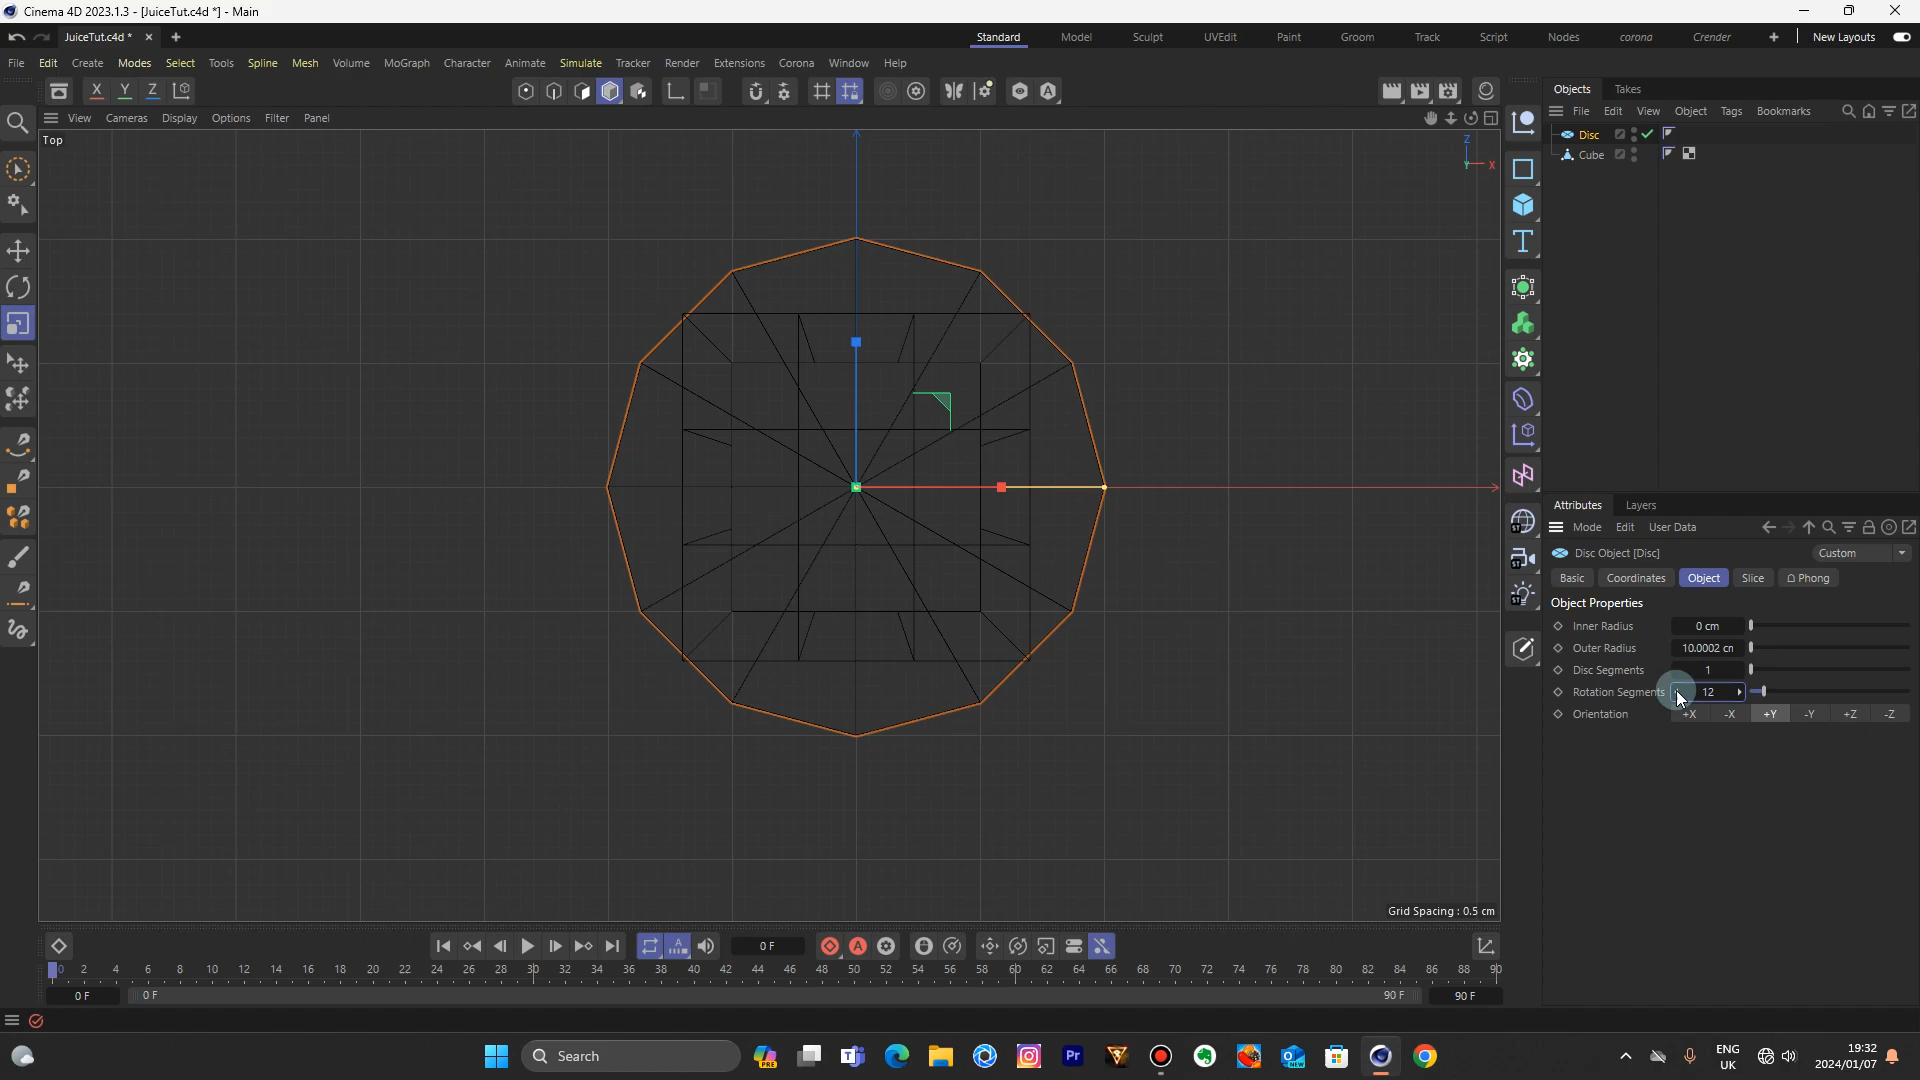 Cinema 4D 2023.1.3 - [JuiceTut.c4d *] - Main
JuiceTut.c4d * Standard Model Sculpt UVEdit Paint Groom Track Script Nodes corona Crender New Layouts
File Edit Create Modes Select Tools Spline Mesh Volume MoGraph Character Animate Simulate Tracker Render Extensions Corona Window Help
X Y Z Objects Takes
View Cameras Display Options Filter Panel File Edit View Object Tags Bookmarks
Top Z X Y
Disc
Cube
Attributes Layers
Mode Edit User Data
Disc Object [Disc] Custom
Basic Coordinates Object Slice Phong
Object Properties
Inner Radius 0 cm
Outer Radius 10.0002 cn
Disc Segments 1
Rotation Segments 12
Orientation +X -X +Y -Y +Z -Z
Grid Spacing : 0.5 cm
0 F
0 2 4 6 8 10 12 14 16 18 20 22 24 26 28 30 32 34 36 38 40 42 44 46 48 50 52 54 56 58 60 62 64 66 68 70 72 74 76 78 80 82 84 86 88 90
0 F 0 F 90 F 90 F
Search ENG UK 19:32 2024/01/07